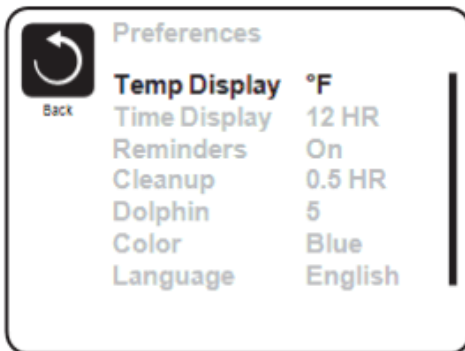 Preferences
Back
Temp Display °F
Time Display 12 HR
Reminders On
Cleanup 0.5 HR
Dolphin 5
Color Blue
Language English